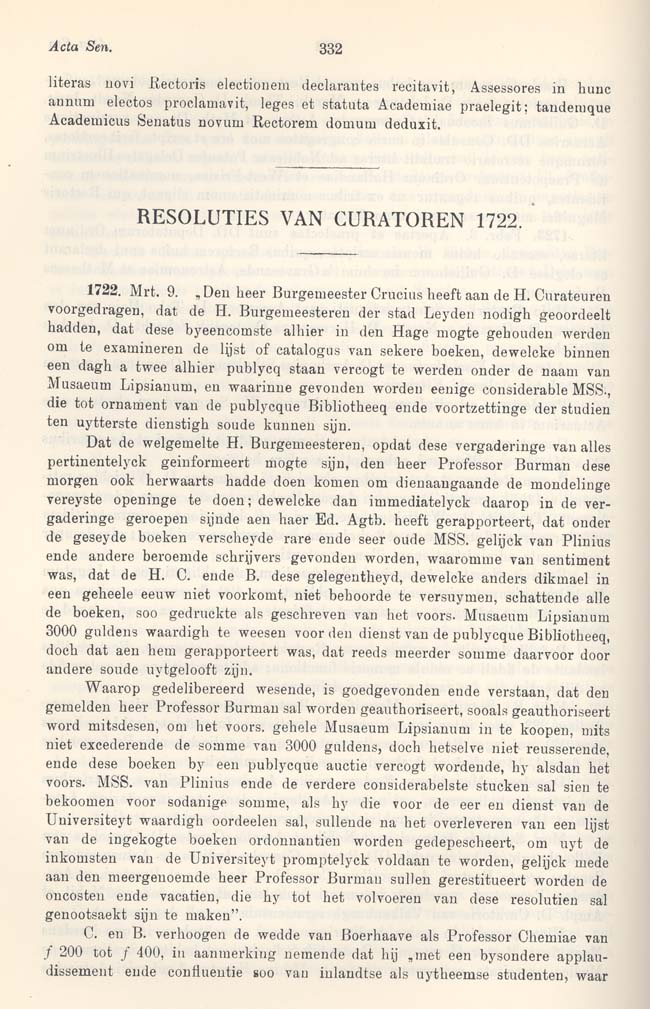 Acta Sen. 332
literas novi Rectoris electionem declarantes recitavit, Assessores in hunc
annum electos proclamavit, leges et statuta Academiae praelegit; tandemque
Academicus Senatus novum Rectorem domum deduxit.
RESOLUTIES VAN CURATOREN 1722.
1722. Mrt. 9. „Den heer Burgemeester Crucius heeft aan de H. Curateuren
voorgedragen, dat de H. Burgemeesteren der stad Leyden nodigh geoordeelt
hadden, dat dese byeencomste alhier in den Hage mogte gehouden werden
om te examineren de lijst of catalogus van sekere boeken, dewelcke binnen
een dagh a twee alhier publycq staan vercogt te werden onder de naam van
Musaeum Lipsianum, en waarinne gevonden worden eenige considerable MSS.,
die tot ornament van de publycque Bibliotheeq ende voortzettinge der studien
ten uytterste dienstigh soude kunnen sijn.
Dat de welgemelte H. Burgemeesteren, opdat dese vergaderinge van alles
pertinentelyck geinformeert mogte sijn, den heer Professor Burman dese
morgen ook herwaarts hadde doen komen om dienaangaande de mondelinge
vereyste openinge te doen; dewelcke dan immediatelyck daarop in de ver-
gaderinge geroepen sijnde aen haer Ed. Agtb. heeft gerapporteert, dat onder
de geseyde boeken verscheyde rare ende seer oude MSS. gelijck van Plinius
ende andere beroemde schrijvers gevonden worden, waaromme van sentiment
was, dat de H. C. ende B. dese gelegentheyd, dewelcke anders dikmael in
een geheele eeuw niet voorkomt, niet behoorde te versuymen, schattende alle
de boeken, soo gedruckte als geschreven van het voors. Musaeum Lipsianum
3000 guldens waardigh te weesen voor den dienst van de publycque Bibliotheeq,
doch dat aen hem gerapporteert was, dat reeds meerder somme daarvoor door
andere soude uytgelooft zijn.
Waarop gedelibereerd wesende, is goedgevonden ende verstaan, dat den
gemelden heer Professor Burman sal worden geauthoriseert, sooals geauthoriseert
word mitsdesen, om het voors. gehele Musaeum Lipsianum in te koopen, mits
niet excederende de somme van 3000 guldens, doch hetselve niet reusserende,
ende dese boeken by een publycque auctie vercogt wordende, hy alsdan het
voors. MSS. van Plinius ende de verdere considerabelste stucken sal sien te
bekoomen voor sodanige somme, als hy die voor de eer en dienst van de
Universiteyt waardigh oordeelen sal, sullende na het overleveren van een lijst
van de ingekogte boeken ordonnantien worden gedepescheert, om uyt de
inkomsten van de Universiteyt promptelyck voldaan te worden, gelijck mede
aan den meergenoemde heer Professor Burman sullen gerestitueert worden de
oncosten ende vacatien, die hy tot het volvoeren van dese resolutien sal
genootsaekt sijn te maken”.
C. en B. verhoogen de wedde van Boerhaave als Professor Chemiae van
f 200 tot f 400, in aanmerking nemende dat hij „met een bysondere applau-
dissement ende confluentie soo van inlandtse als uytheemse studenten, waar